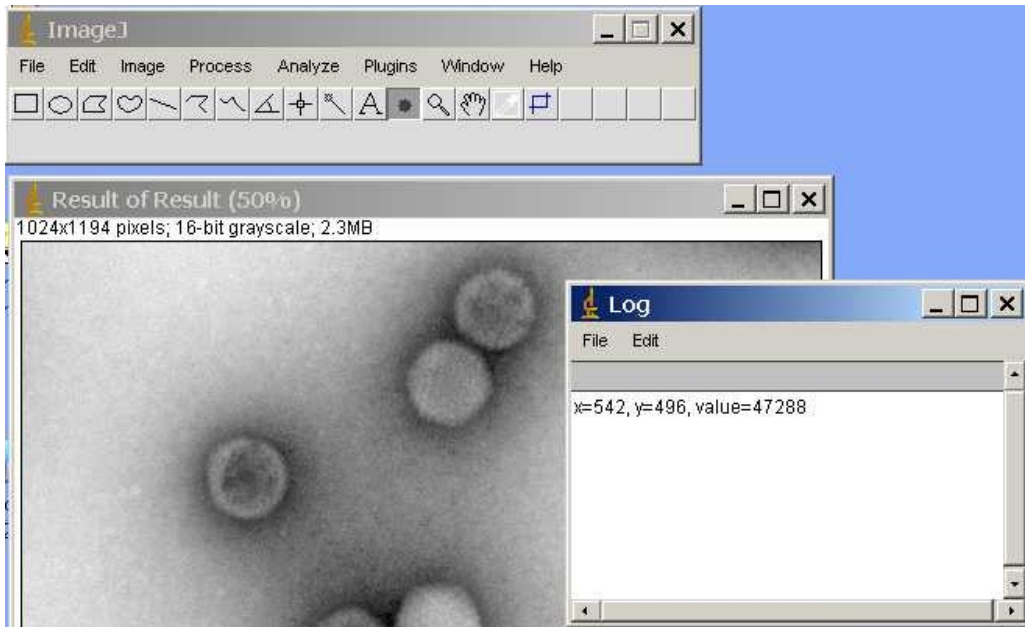 ImageJ
File Edit Image Process Analyze Plugins Window Help
A
Result of Result (50%)
1024x1194 pixels; 16-bit grayscale; 2.3MB
Log
File Edit
x=542, y=496, value=47288